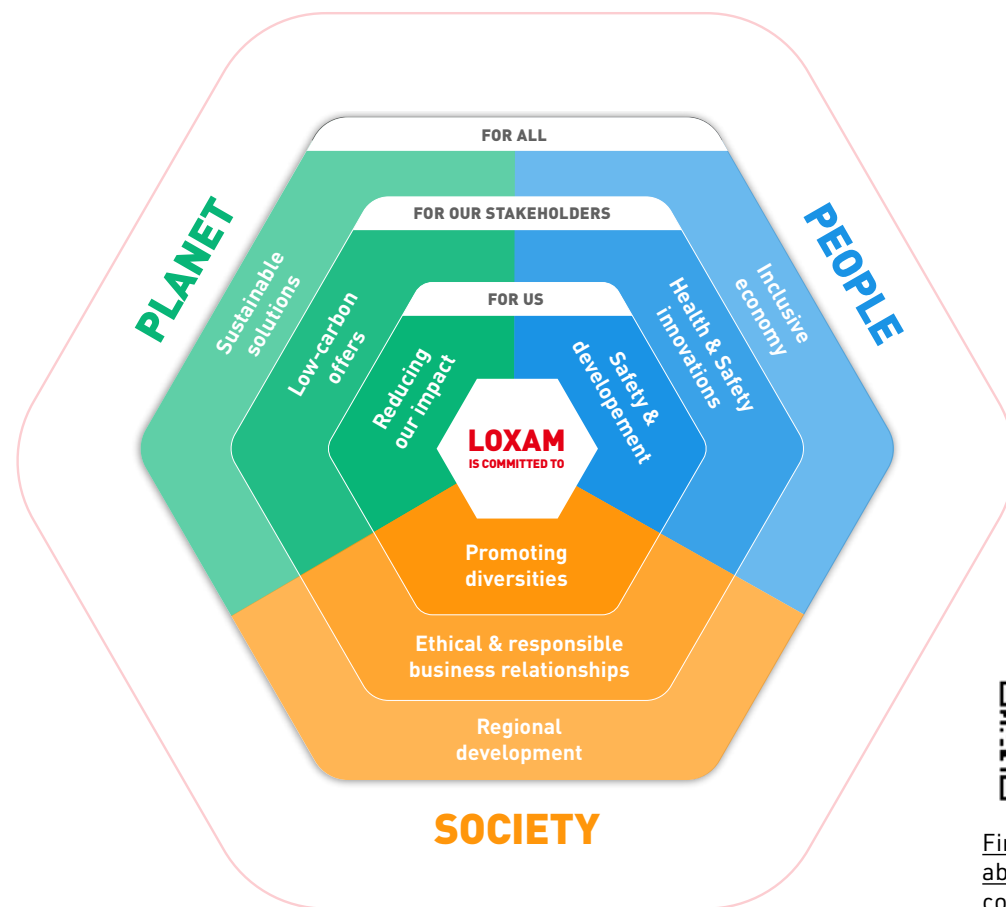 FOR ALL
FOR OUR STAKEHOLDERS
FOR US
PLANET
Sustainable
solutions
Low-carbon
offers
Reducing
our impact
PEOPLE
Inclusive
economy
Health & Safety
innovations
Safety &
developement
LOXAM
IS COMMITTED TO
Promoting
diversities
Ethical & responsible
business relationships
Regional
development
SOCIETY